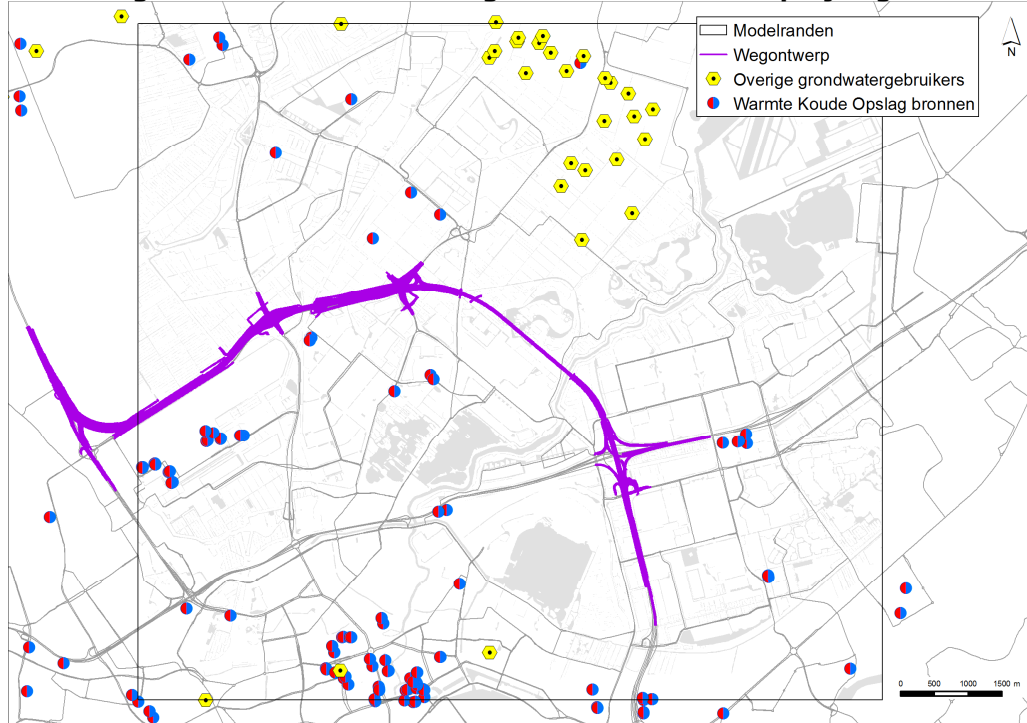 Modelranden
Wegontwerp
Overige grondwatergebruikers
Warmte Koude Opslag bronnen
N
0 500 1000 1500 m